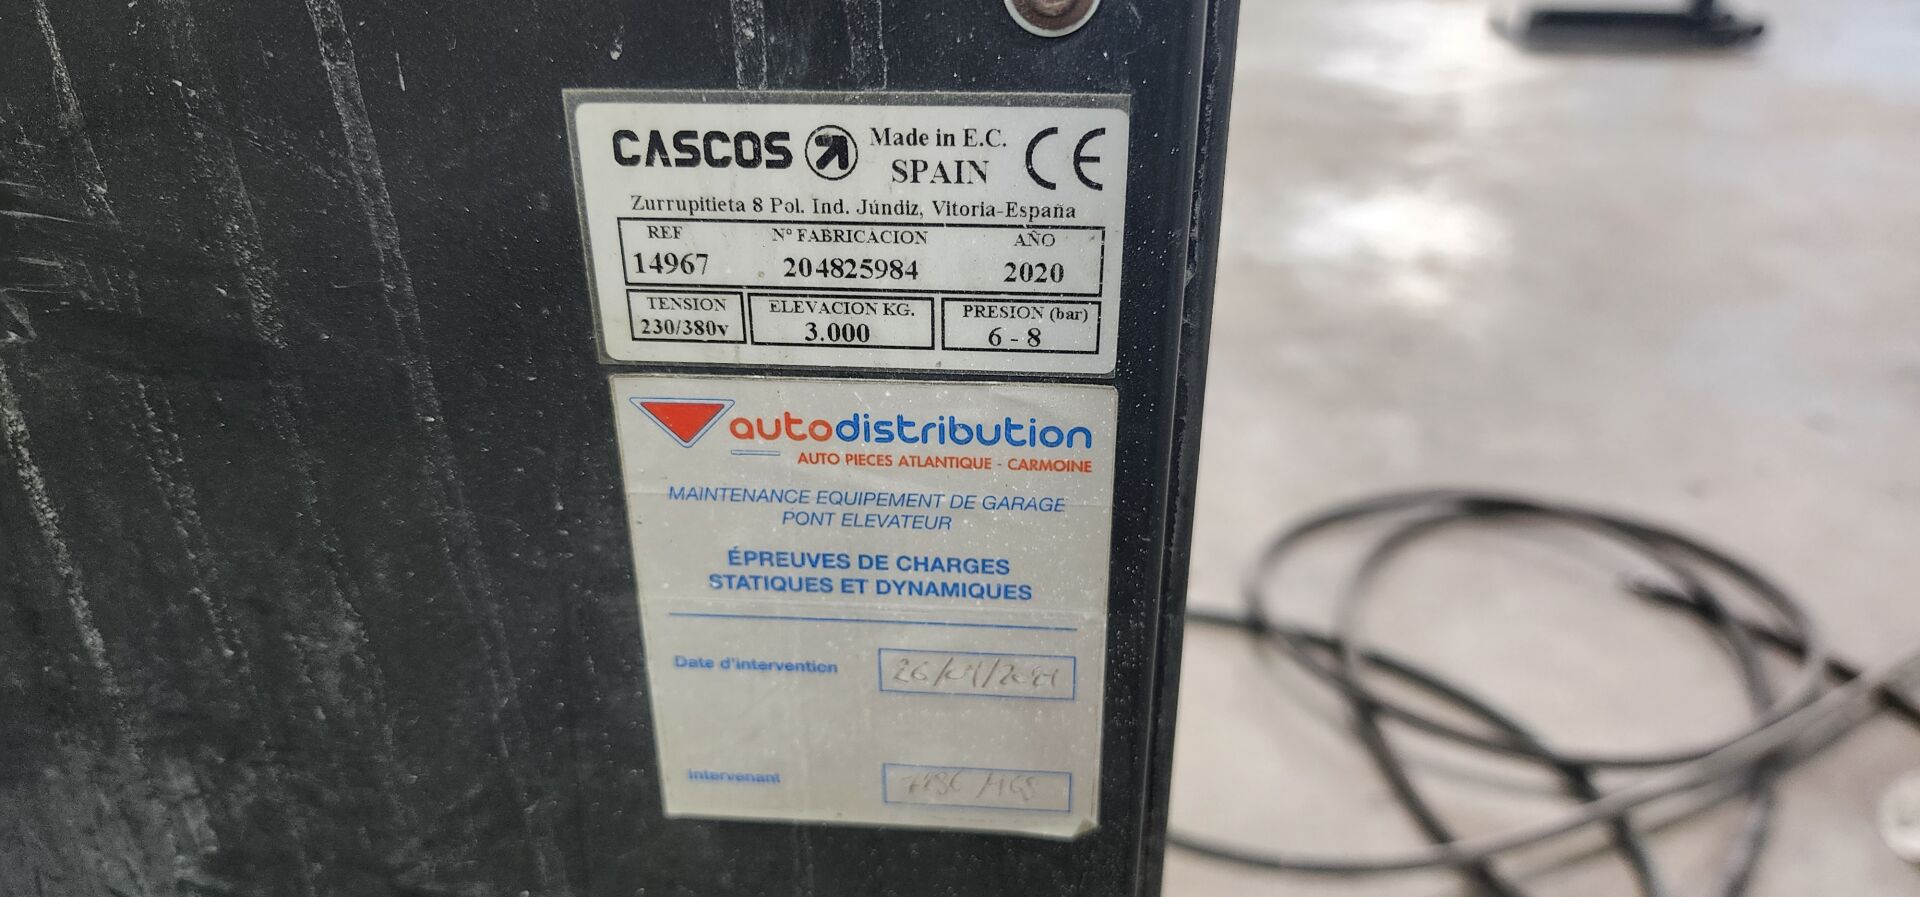 CASCOS Made in E.C. CE
SPAIN
Zurrupitieta 8 Pol. Ind. Júndiz, Vitoria-España
REF Nº FABRICACION AÑO
14967 204825984 2020
TENSION ELEVACION KG. PRESION (bar)
230/380v 3.000 6 - 8
autodistribution
AUTO PIECES ATLANTIQUE - CARMOINE
MAINTENANCE EQUIPEMENT DE GARAGE
PONT ELEVATEUR
ÉPREUVES DE CHARGES
STATIQUES ET DYNAMIQUES
Date d'intervention
Intervenant